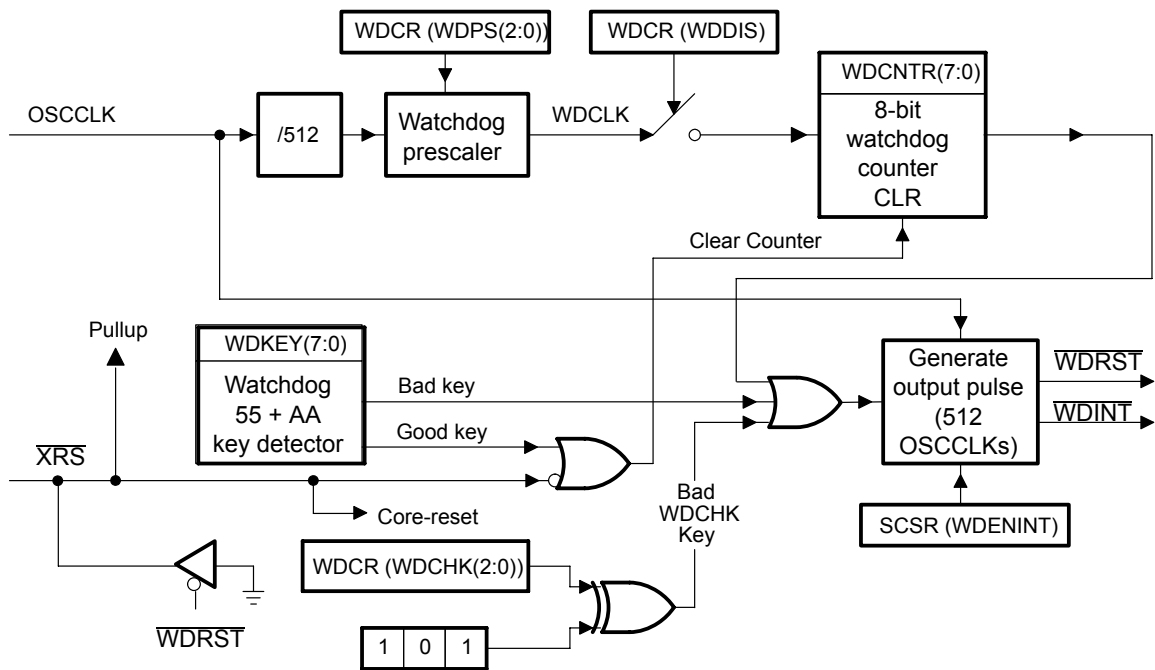 WDCR (WDPS(2:0))
WDCR (WDDIS)
WDCNTR(7:0)
OSCCLK
/512
Watchdog
prescaler
WDCLK
8-bit
watchdog
counter
CLR
Clear Counter
Pullup
WDKEY(7:0)
Watchdog
55 + AA
key detector
Bad key
Good key
Generate
output pulse
(512
OSCCLKs)
WDRST
WDINT
XRS
Core-reset
Bad
WDCHK
Key
SCSR (WDENINT)
WDCR (WDCHK(2:0))
WDRST
1 0 1